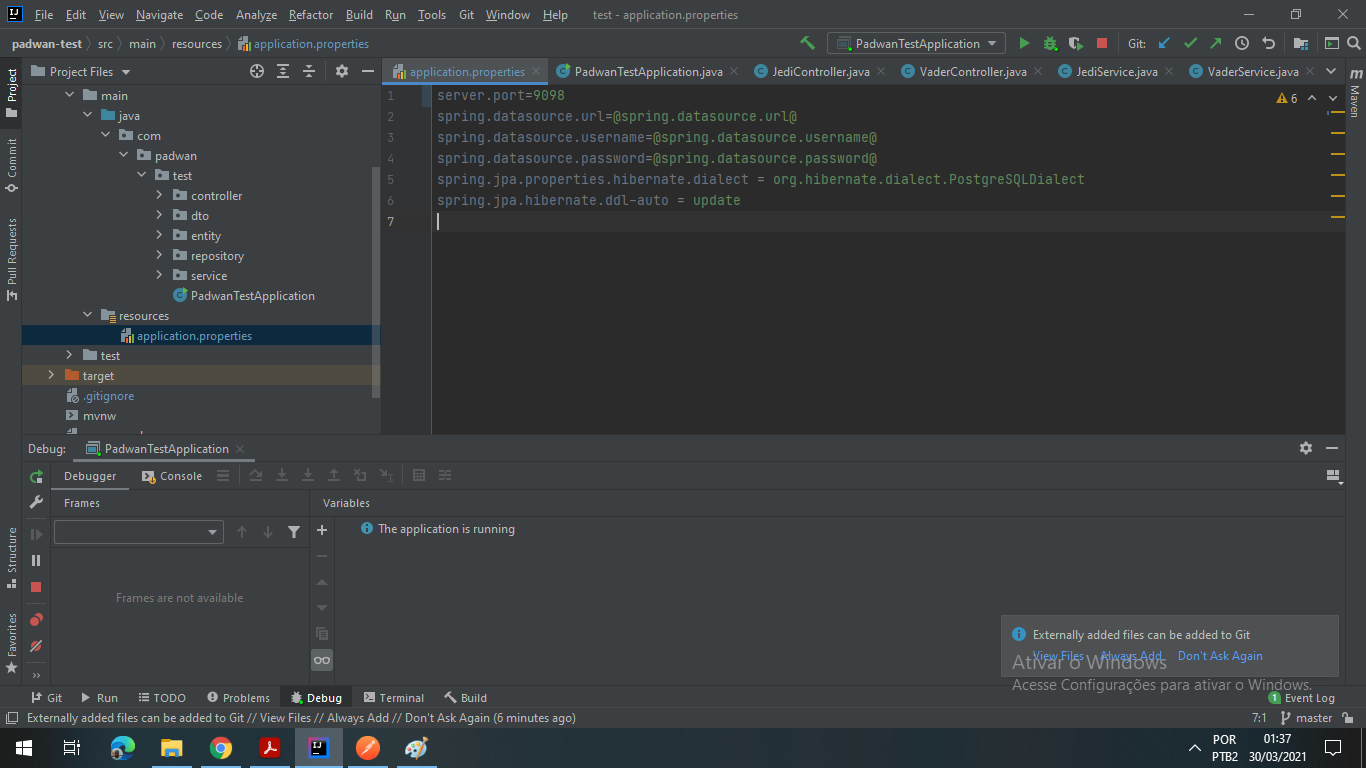 File Edit View Navigate Code Analyze Refactor Build Run Tools Git Window Help test - application.properties
padwan-test src main resources application.properties PadwanTestApplication Git:
Project Files application.properties PadwanTestApplication.java JediController.java VaderController.java JediService.java VaderService.java
Project
Commit
Pull Requests
Structure
Favorites
Maven
main
java
com
padwan
test
controller
dto
entity
repository
service
PadwanTestApplication
resources
application.properties
test
target
.gitignore
mvnw
6
1 server.port=9098
2 spring.datasource.url=@spring.datasource.url@
3 spring.datasource.username=@spring.datasource.username@
4 spring.datasource.password=@spring.datasource.password@
5 spring.jpa.properties.hibernate.dialect = org.hibernate.dialect.PostgreSQLDialect
6 spring.jpa.hibernate.ddl-auto = update
7
Debug: PadwanTestApplication
Debugger Console
Frames Variables
The application is running
Frames are not available
Externally added files can be added to Git
View Files Always Add Don't Ask Again
Ativar o Windows
Acesse Configurações para ativar o Windows.
Git Run TODO Problems Debug Terminal Build 1 Event Log
Externally added files can be added to Git // View Files // Always Add // Don't Ask Again (6 minutes ago) 7:1 master
POR 01:37
PTB2 30/03/2021